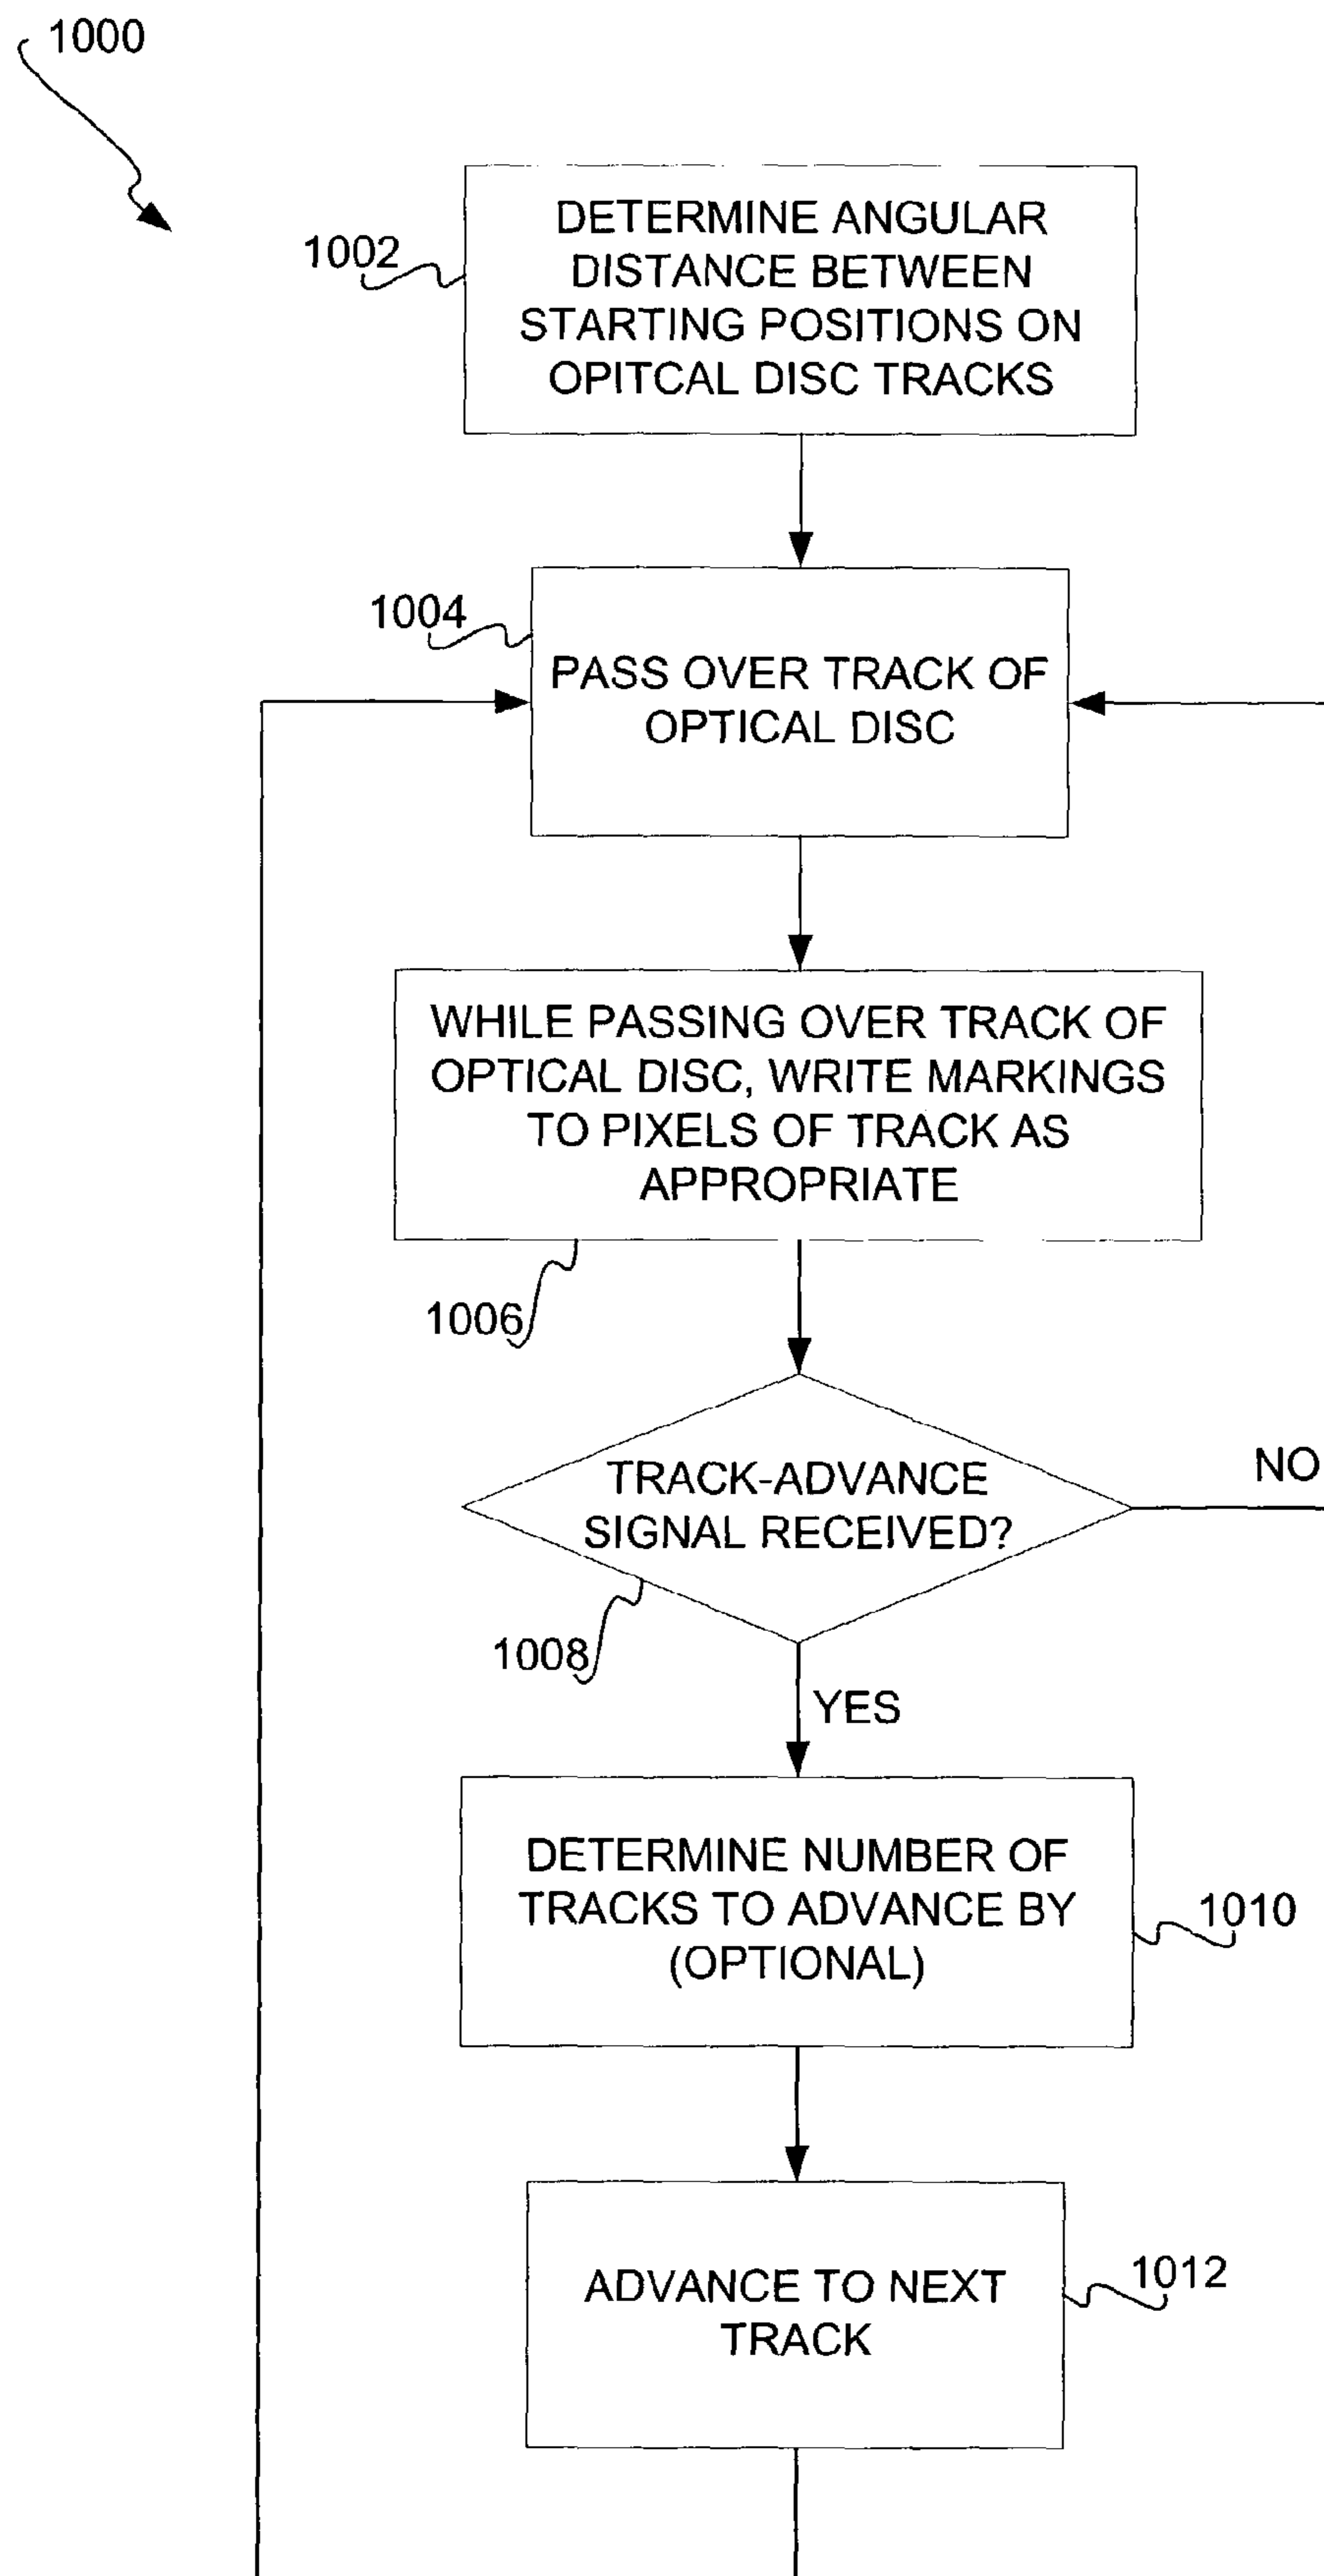 1000
1002
DETERMINE ANGULAR
DISTANCE BETWEEN
STARTING POSITIONS ON
OPITCAL DISC TRACKS
1004
PASS OVER TRACK OF
OPTICAL DISC
WHILE PASSING OVER TRACK OF
OPTICAL DISC, WRITE MARKINGS
TO PIXELS OF TRACK AS
APPROPRIATE
1006
TRACK-ADVANCE
SIGNAL RECEIVED?
NO
1008
YES
DETERMINE NUMBER OF
TRACKS TO ADVANCE BY
(OPTIONAL)
1010
ADVANCE TO NEXT
TRACK
1012